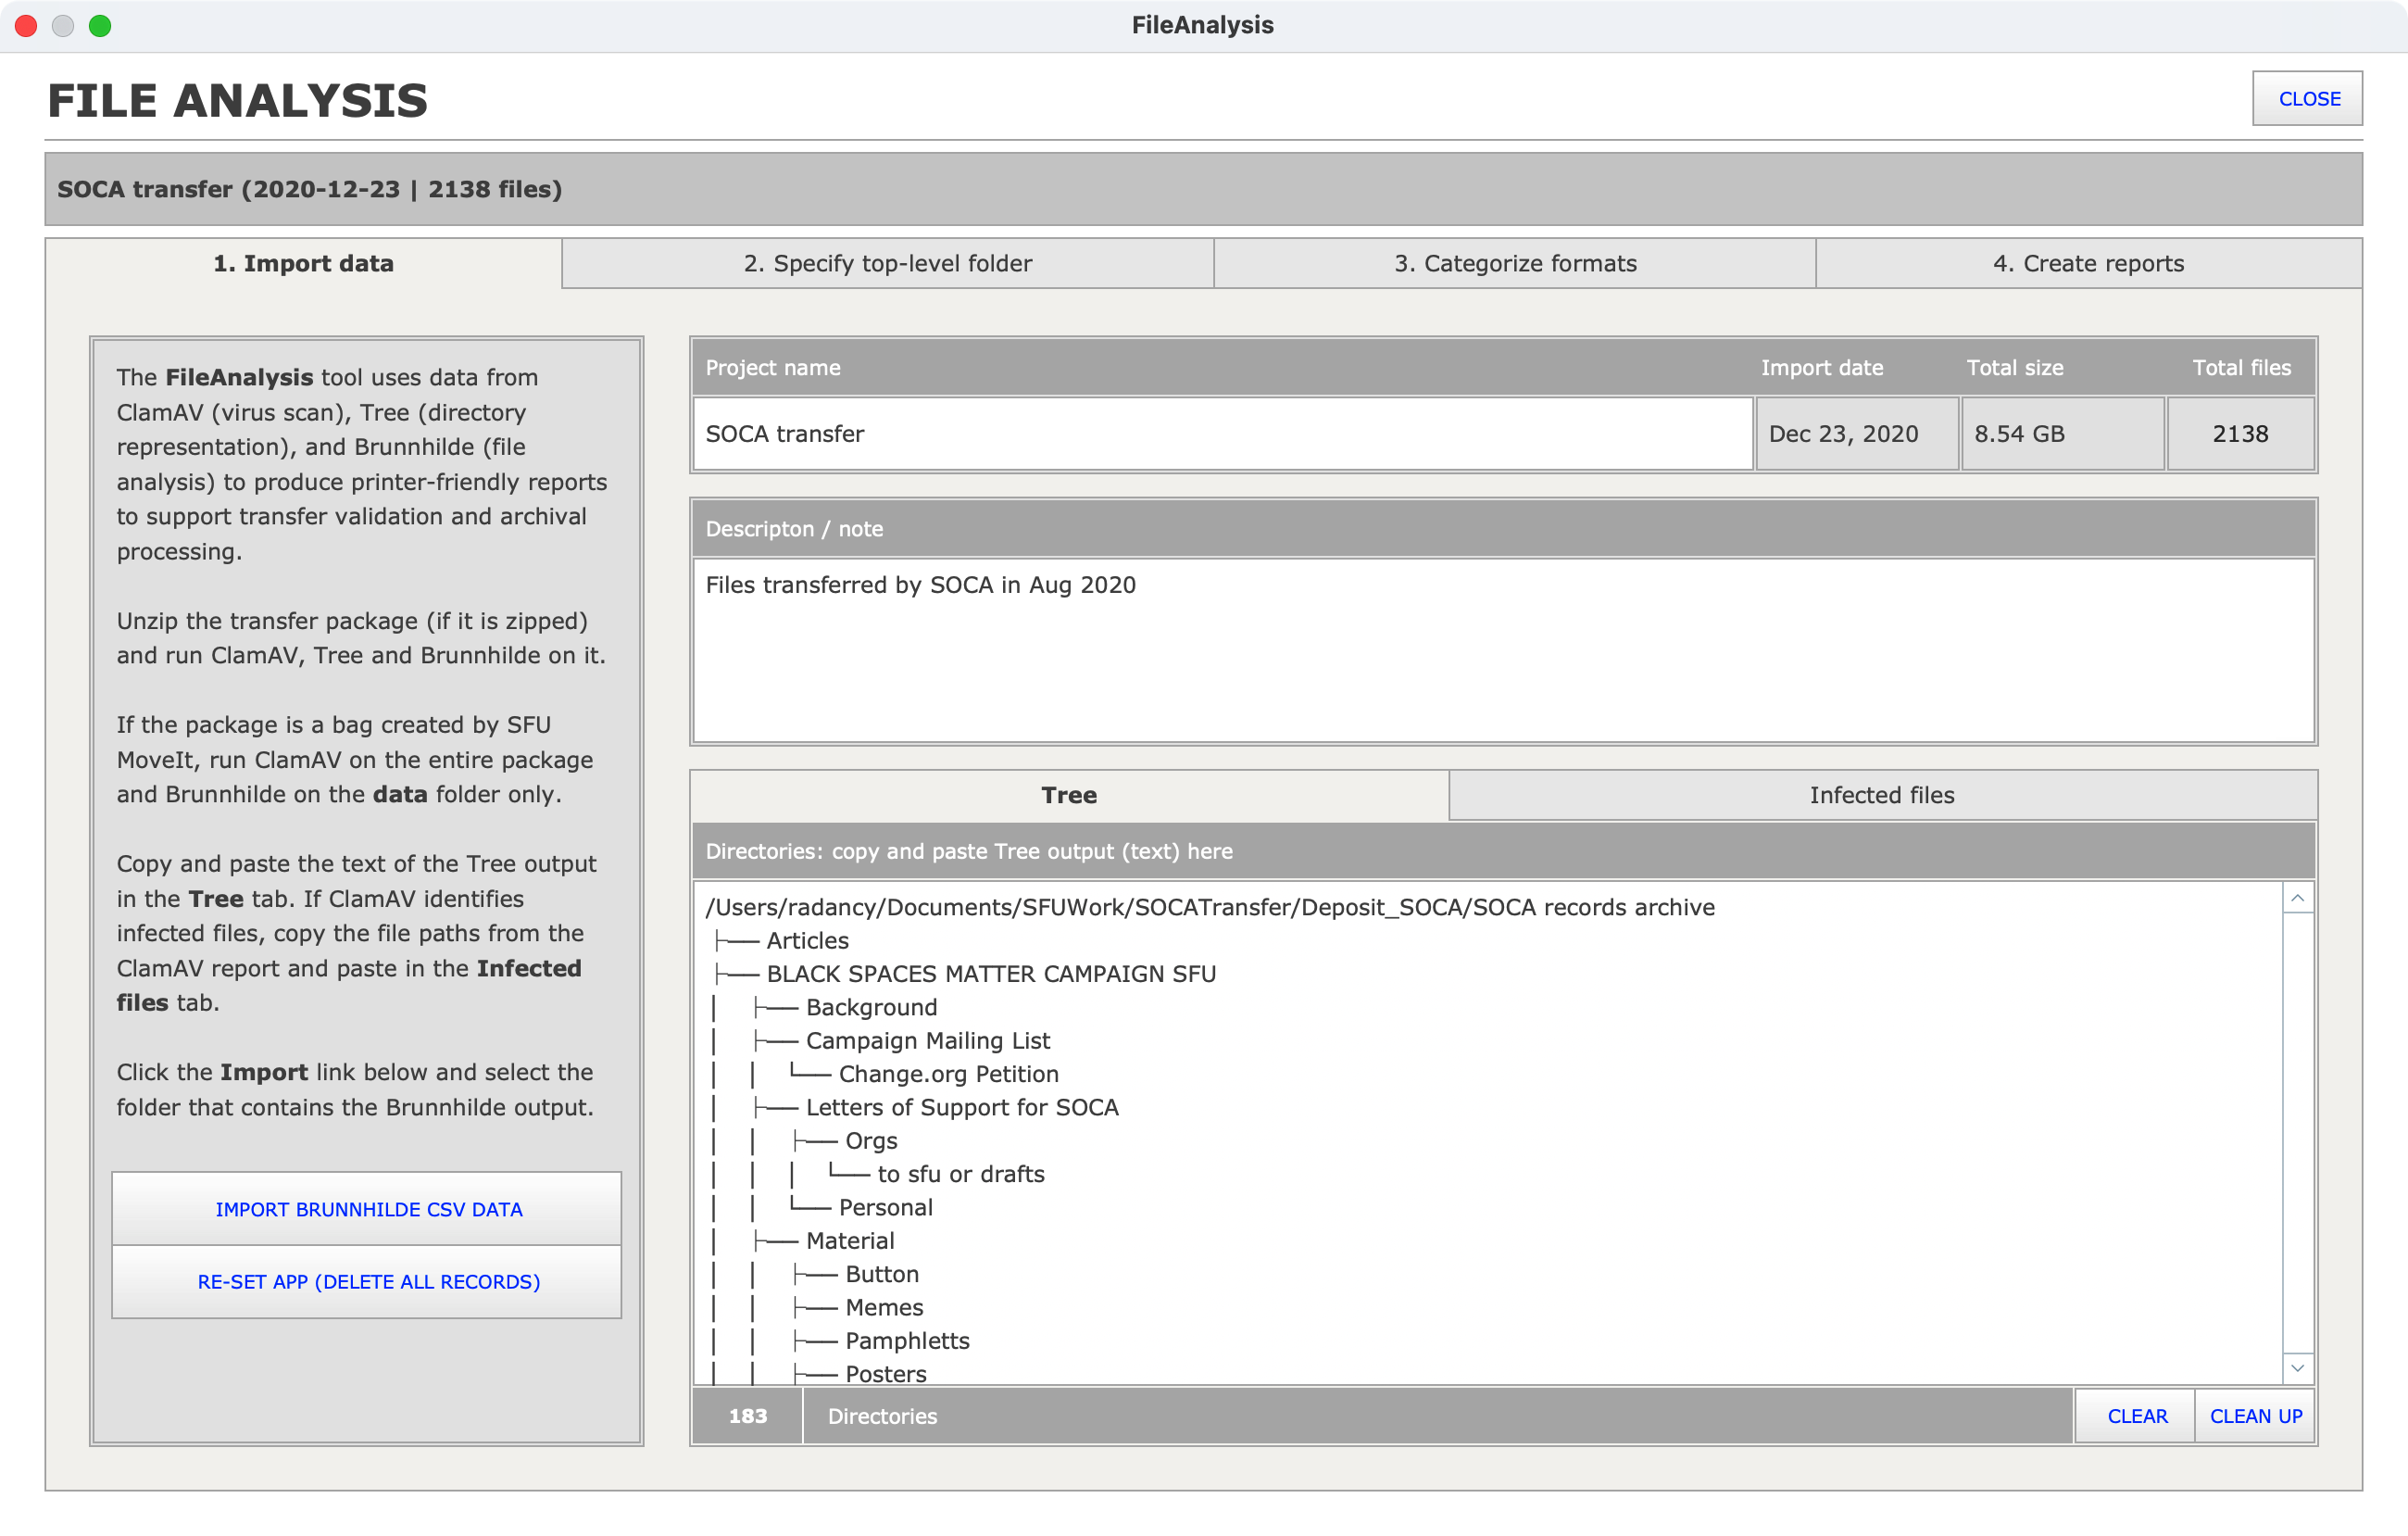 FileAnalysis
FILE ANALYSIS
CLOSE
SOCA transfer (2020-12-23 | 2138 files)
1. Import data
2. Specify top-level folder
3. Categorize formats
4. Create reports
The FileAnalysis tool uses data from
ClamAV (virus scan), Tree (directory
representation), and Brunnhilde (file
analysis) to produce printer-friendly reports
to support transfer validation and archival
processing.
Unzip the transfer package (if it is zipped)
and run ClamAV, Tree and Brunnhilde on it.
If the package is a bag created by SFU
MoveIt, run ClamAV on the entire package
and Brunnhilde on the data folder only.
Copy and paste the text of the Tree output
in the Tree tab. If ClamAV identifies
infected files, copy the file paths from the
ClamAV report and paste in the Infected
files tab.
Click the Import link below and select the
folder that contains the Brunnhilde output.
IMPORT BRUNNHILDE CSV DATA
RE-SET APP (DELETE ALL RECORDS)
Project name Import date Total size Total files
SOCA transfer Dec 23, 2020 8.54 GB 2138
Descripton / note
Files transferred by SOCA in Aug 2020
Tree
Infected files
Directories: copy and paste Tree output (text) here
/Users/radancy/Documents/SFUWork/SOCATransfer/Deposit_SOCA/SOCA records archive
├── Articles
├── BLACK SPACES MATTER CAMPAIGN SFU
│   ├── Background
│   ├── Campaign Mailing List
│   │   └── Change.org Petition
│   ├── Letters of Support for SOCA
│   │   ├── Orgs
│   │   │   └── to sfu or drafts
│   │   └── Personal
│   ├── Material
│   │   ├── Button
│   │   ├── Memes
│   │   ├── Pamphletts
│   │   ├── Posters
183 Directories
CLEAR
CLEAN UP